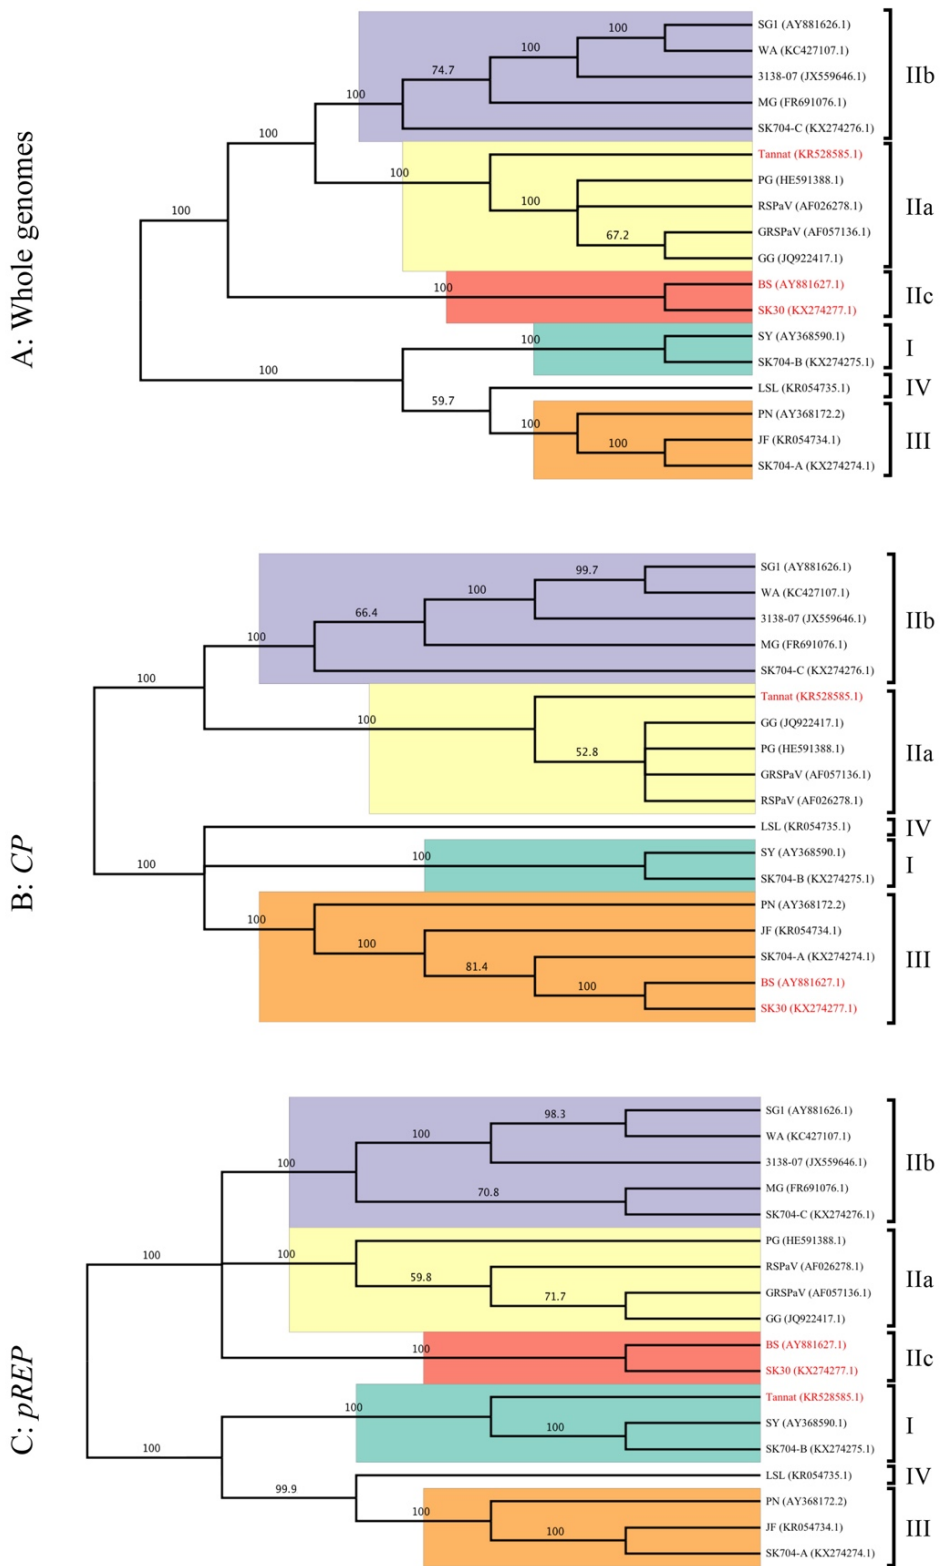 A: Whole genomes
100
SG1 (AY881626.1)
WA (KC427107.1)
100
3138-07 (JX559646.1)
74.7
MG (FR691076.1)
100
SK704-C (KX274276.1)
IIb
100
Tannat (KR528585.1)
100
PG (HE591388.1)
100
RSPaV (AF026278.1)
67.2
GRSPaV (AF057136.1)
GG (JQ922417.1)
IIa
100
100
BS (AY881627.1)
SK30 (KX274277.1)
IIc
100
100
SY (AY368590.1)
SK704-B (KX274275.1)
I
59.7
LSL (KR054735.1)
IV
100
PN (AY368172.2)
100
JF (KR054734.1)
SK704-A (KX274274.1)
III
B: CP
99.7
SG1 (AY881626.1)
WA (KC427107.1)
100
3138-07 (JX559646.1)
66.4
MG (FR691076.1)
100
SK704-C (KX274276.1)
IIb
100
Tannat (KR528585.1)
100
GG (JQ922417.1)
52.8
PG (HE591388.1)
GRSPaV (AF057136.1)
RSPaV (AF026278.1)
IIa
LSL (KR054735.1)
IV
100
100
SY (AY368590.1)
SK704-B (KX274275.1)
I
100
PN (AY368172.2)
100
JF (KR054734.1)
81.4
SK704-A (KX274274.1)
100
BS (AY881627.1)
SK30 (KX274277.1)
III
C: pREP
98.3
SG1 (AY881626.1)
WA (KC427107.1)
100
3138-07 (JX559646.1)
100
70.8
MG (FR691076.1)
SK704-C (KX274276.1)
IIb
100
100
PG (HE591388.1)
59.8
RSPaV (AF026278.1)
71.7
GRSPaV (AF057136.1)
GG (JQ922417.1)
IIa
100
BS (AY881627.1)
SK30 (KX274277.1)
IIc
100
Tannat (KR528585.1)
100
SY (AY368590.1)
SK704-B (KX274275.1)
I
100
99.9
LSL (KR054735.1)
IV
100
PN (AY368172.2)
100
JF (KR054734.1)
SK704-A (KX274274.1)
III